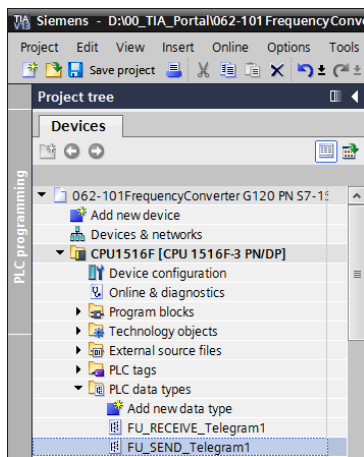 TIA V13 Siemens - D:\00_TIA_Portal\062-101 FrequencyConve
Project Edit View Insert Online Options Tools
Save project
Project tree
Devices
PLC programming
062-101FrequencyConverter G120 PN S7-15
Add new device
Devices & networks
CPU1516F [CPU 1516F-3 PN/DP]
Device configuration
Online & diagnostics
Program blocks
Technology objects
External source files
PLC tags
PLC data types
Add new data type
FU_RECEIVE_Telegram1
FU_SEND_Telegram1